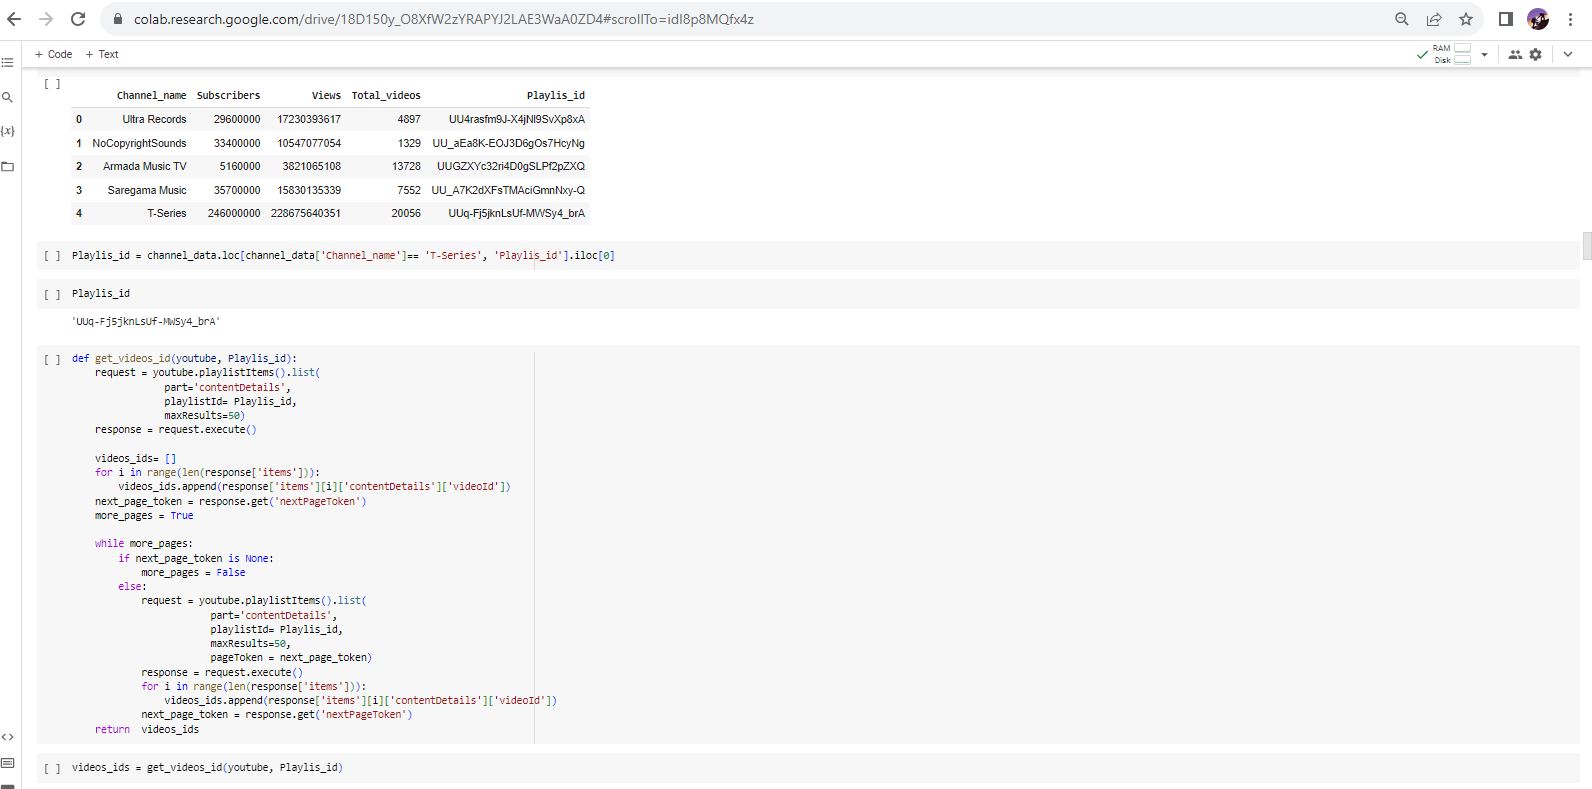 colab.research.google.com/drive/18D150y_O8XfW2zYRAPYJ2LAE3WaA0ZD4#scrollTo=idI8p8MQfx4z
+ Code + Text
RAM
Disk
{x}
[ ]
Channel_name Subscribers Views Total_videos Playlis_id
0 Ultra Records 29600000 17230393617 4897 UU4rasfm9J-X4jNl9SvXp8xA
1 NoCopyrightSounds 33400000 10547077054 1329 UU_aEa8K-EOJ3D6gOs7HcyNg
2 Armada Music TV 5160000 3821065108 13728 UUGZXYc32ri4D0gSLPf2pZXQ
3 Saregama Music 35700000 15830135339 7552 UU_A7K2dXFsTMAciGmnNxy-Q
4 T-Series 246000000 228675640351 20056 UUq-Fj5jknLsUf-MWSy4_brA
[ ] Playlis_id = channel_data.loc[channel_data['Channel_name']== 'T-Series', 'Playlis_id'].iloc[0]
[ ] Playlis_id
'UUq-Fj5jknLsUf-MWSy4_brA'
[ ] def get_videos_id(youtube, Playlis_id):
request = youtube.playlistItems().list(
part='contentDetails',
playlistId= Playlis_id,
maxResults=50)
response = request.execute()
videos_ids= []
for i in range(len(response['items'])):
videos_ids.append(response['items'][i]['contentDetails']['videoId'])
next_page_token = response.get('nextPageToken')
more_pages = True
while more_pages:
if next_page_token is None:
more_pages = False
else:
request = youtube.playlistItems().list(
part='contentDetails',
playlistId= Playlis_id,
maxResults=50,
pageToken = next_page_token)
response = request.execute()
for i in range(len(response['items'])):
videos_ids.append(response['items'][i]['contentDetails']['videoId'])
next_page_token = response.get('nextPageToken')
return videos_ids
[ ] videos_ids = get_videos_id(youtube, Playlis_id)